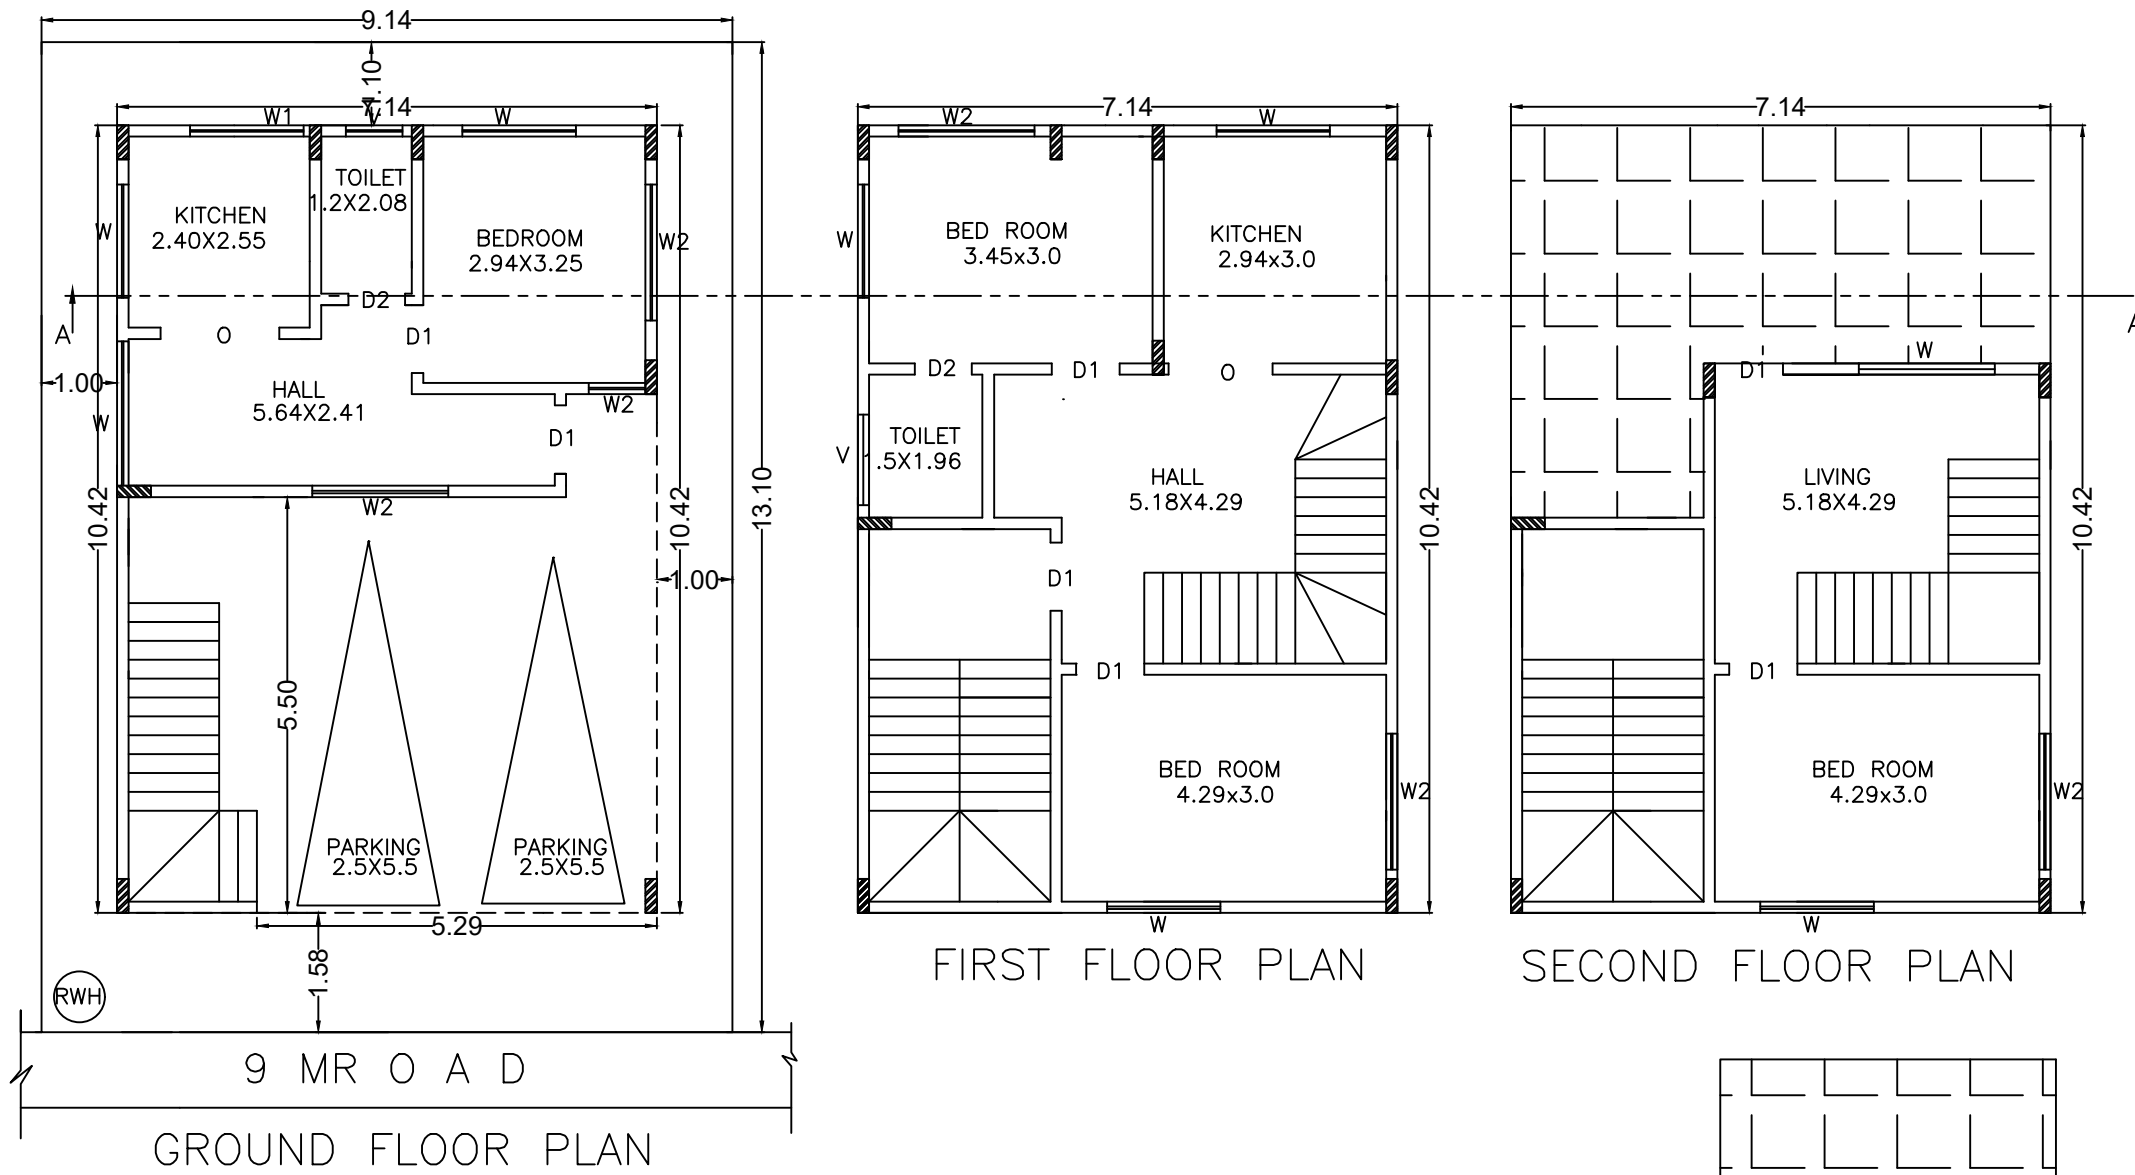 9.14
1.10
7.14
W1
V
W
KITCHEN
2.40X2.55
TOILET
1.2X2.08
BEDROOM
2.94X3.25
W
W2
D2
O
D1
A
1.00
HALL
5.64X2.41
W
W2
D1
W2
10.42
10.42
13.10
1.00
5.50
PARKING
2.5X5.5
PARKING
2.5X5.5
5.29
1.58
RWH
9 MR O A D
GROUND FLOOR PLAN
7.14
W2
W
W
BED ROOM
3.45x3.0
KITCHEN
2.94x3.0
D2
D1
O
TOILET
.5X1.96
V
HALL
5.18X4.29
10.42
D1
D1
BED ROOM
4.29x3.0
W2
W
FIRST FLOOR PLAN
7.14
A
D1
W
LIVING
5.18X4.29
10.42
D1
BED ROOM
4.29x3.0
W2
W
SECOND FLOOR PLAN